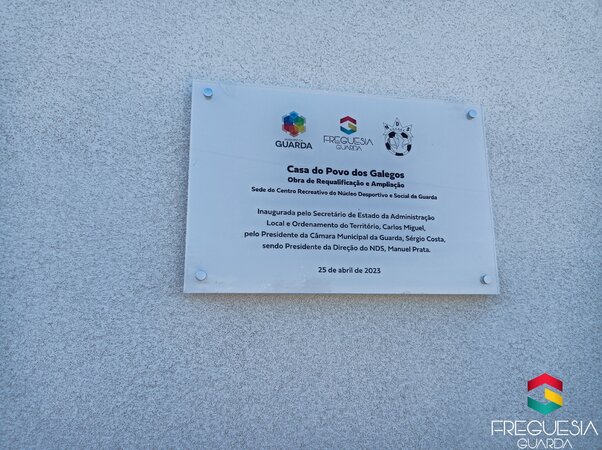 GUARDA
FREGUESIA
GUARDA
NDS
Casa do Povo dos Galegos
Obra de Requalificação e Ampliação
Sede do Centro Recreativo do Núcleo Desportivo e Social da Guarda
Inaugurada pelo Secretário de Estado da Administração
Local e Ordenamento do Território, Carlos Miguel,
pelo Presidente da Câmara Municipal da Guarda, Sérgio Costa,
sendo Presidente da Direção do NDS, Manuel Prata.
25 de abril de 2023
FREGUESIA
GUARDA